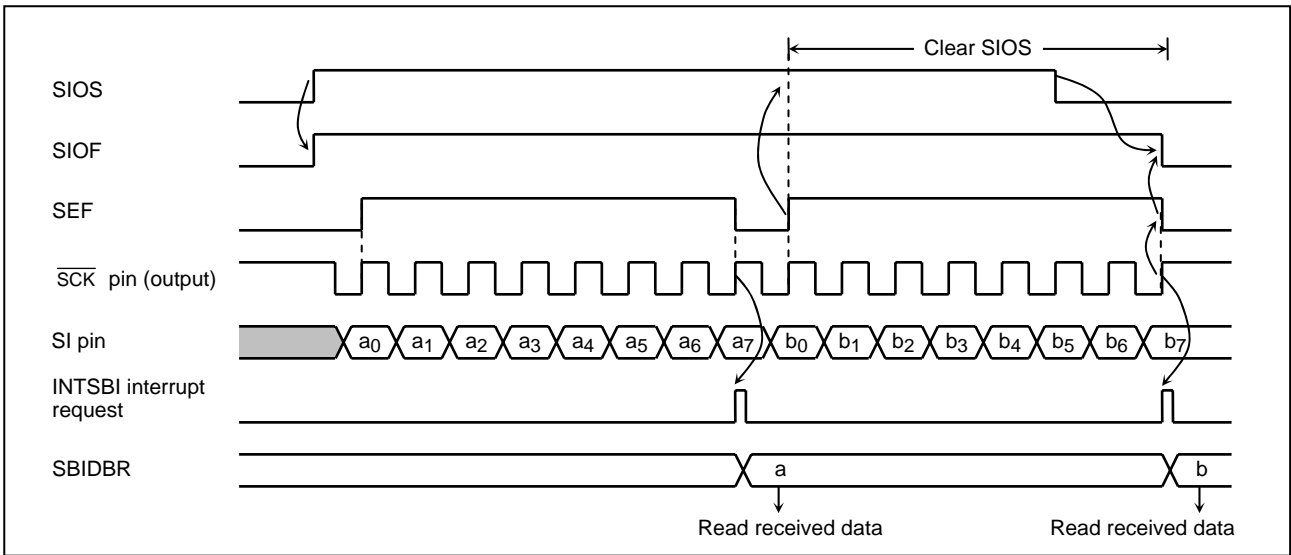 Clear SIOS
SIOS
SIOF
SEF
SCK pin (output)
SI pin
a0 a1 a2 a3 a4 a5 a6 a7 b0 b1 b2 b3 b4 b5 b6 b7
INTSBI interrupt
request
SBIDBR
a b
Read received data Read received data